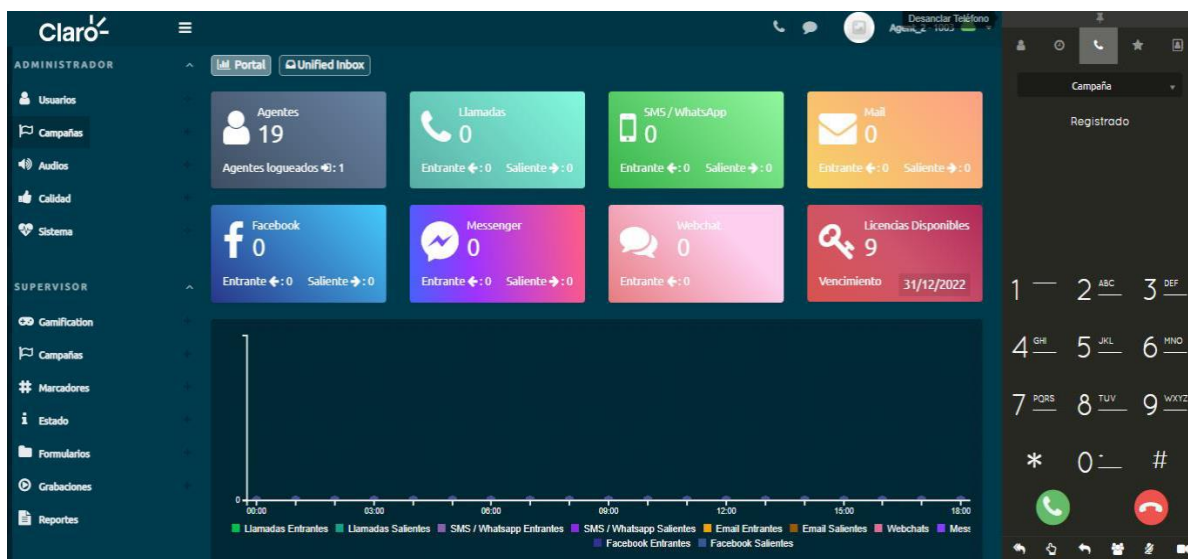 Claro
Desanclar Teléfono
Agent_2 - 1003
ADMINISTRADOR
Usuarios
Campañas
Audios
Calidad
Sistema
SUPERVISOR
Gamification
Campañas
Marcadores
Estado
Formularios
Grabaciones
Reportes
Portal
Unified Inbox
Agentes
19
Agentes logueados : 1
Llamadas
0
Entrante : 0 Saliente : 0
SMS / WhatsApp
0
Entrante : 0 Saliente : 0
Mail
0
Entrante : 0 Saliente : 0
Facebook
0
Entrante : 0 Saliente : 0
Messenger
0
Entrante : 0 Saliente : 0
Webchat
0
Entrante : 0
Licencias Disponibles
9
Vencimiento 31/12/2022
0
00:00 03:00 06:00 09:00 12:00 15:00 18:00
Llamadas Entrantes Llamadas Salientes SMS / Whatsapp Entrantes SMS / Whatsapp Salientes Email Entrantes Email Salientes Webchats Mess
Facebook Entrantes Facebook Salientes
Campaña
Registrado
1 2 ABC 3 DEF
4 GHI 5 JKL 6 MNO
7 PQRS 8 TUV 9 WXYZ
* 0 - #